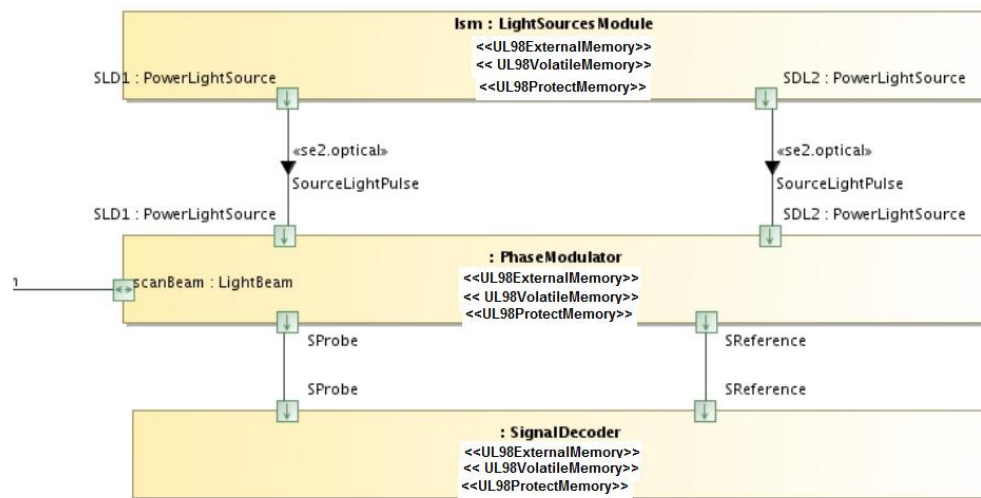 lsm : LightSourcesModule
<<UL98ExternalMemory>>
<< UL98VolatileMemory>>
<<UL98ProtectMemory>>
SLD1 : PowerLightSource
SDL2 : PowerLightSource
«se2.optical»
«se2.optical»
SourceLightPulse
SourceLightPulse
SLD1 : PowerLightSource
SDL2 : PowerLightSource
: PhaseModulator
<<UL98ExternalMemory>>
<< UL98VolatileMemory>>
<<UL98ProtectMemory>>
scanBeam : LightBeam
SProbe
SReference
SProbe
SReference
: SignalDecoder
<<UL98ExternalMemory>>
<< UL98VolatileMemory>>
<<UL98ProtectMemory>>